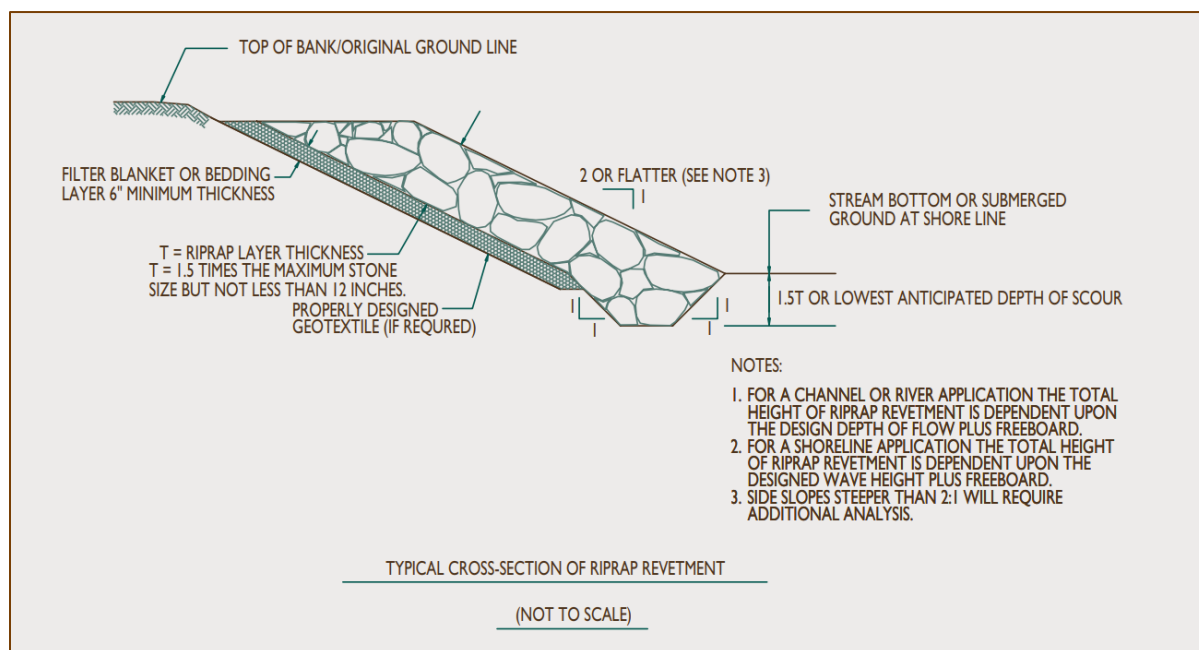 TOP OF BANK/ORIGINAL GROUND LINE
FILTER BLANKET OR BEDDING
LAYER 6" MINIMUM THICKNESS
2 OR FLATTER (SEE NOTE 3)
1
STREAM BOTTOM OR SUBMERGED
GROUND AT SHORE LINE
T = RIPRAP LAYER THICKNESS
T = 1.5 TIMES THE MAXIMUM STONE
SIZE BUT NOT LESS THAN 12 INCHES.
PROPERLY DESIGNED
GEOTEXTILE (IF REQURED)
1
1
1
1
1.5T OR LOWEST ANTICIPATED DEPTH OF SCOUR
NOTES:
1. FOR A CHANNEL OR RIVER APPLICATION THE TOTAL
HEIGHT OF RIPRAP REVETMENT IS DEPENDENT UPON
THE DESIGN DEPTH OF FLOW PLUS FREEBOARD.
2. FOR A SHORELINE APPLICATION THE TOTAL HEIGHT
OF RIPRAP REVETMENT IS DEPENDENT UPON THE
DESIGNED WAVE HEIGHT PLUS FREEBOARD.
3. SIDE SLOPES STEEPER THAN 2:1 WILL REQUIRE
ADDITIONAL ANALYSIS.
TYPICAL CROSS-SECTION OF RIPRAP REVETMENT
(NOT TO SCALE)